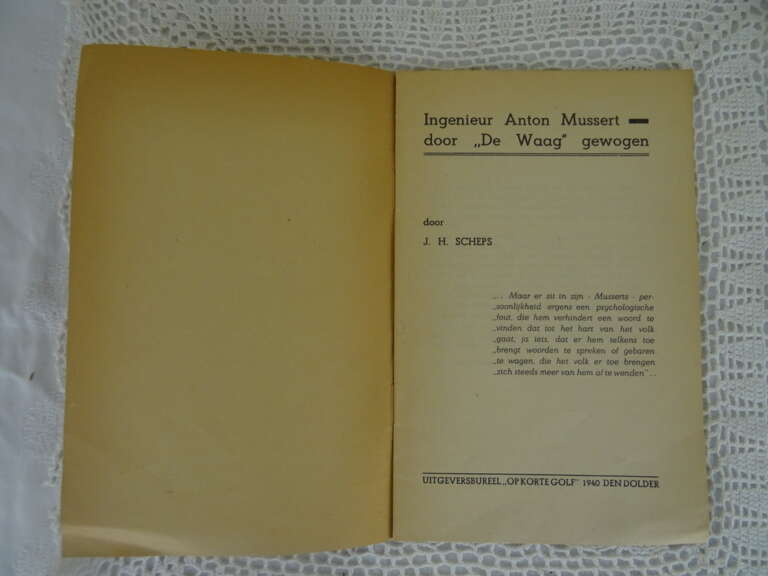 Ingenieur Anton Mussert —
door „De Waag" gewogen
door
J. H. SCHEPS
„... Maar er zit in zijn - Musserts - per-
„soonlijkheid ergens een psychologische
„fout, die hem verhindert een woord te
„vinden dat tot het hart van het volk
„gaat, ja iets, dat er hem telkens toe
„brengt woorden te spreken of gebaren
„te wagen, die het volk er toe brengen
„zich steeds meer van hem af te wenden" ..
UITGEVERSBUREEL „OP KORTE GOLF" 1940 DEN DOLDER